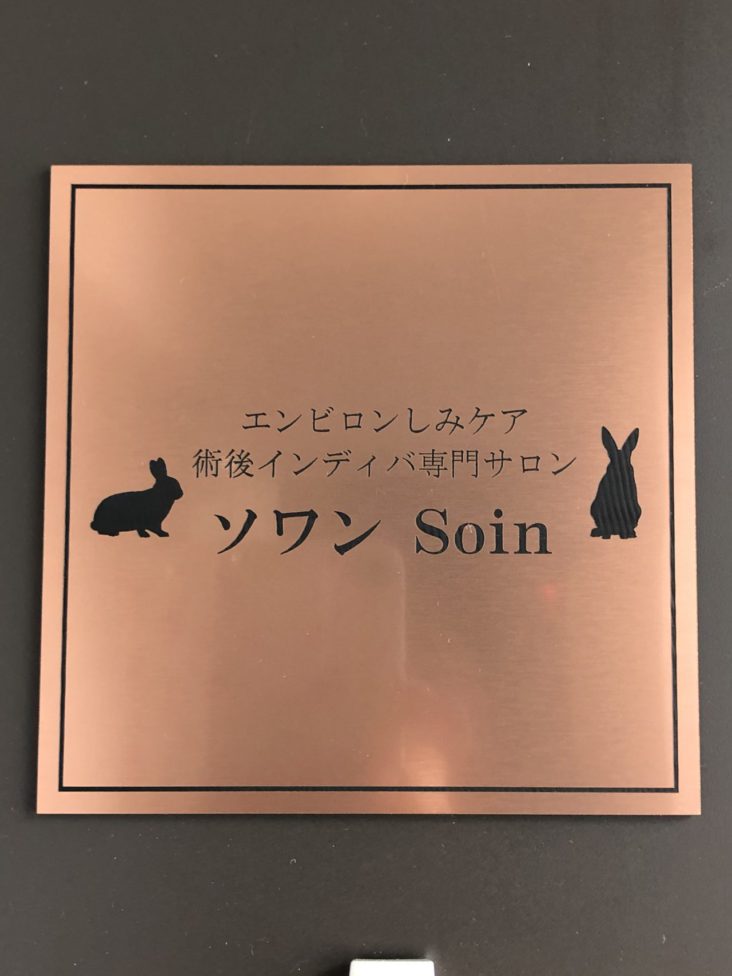 エンビロンしみケア
術後インディバ専門サロン
ソワン Soin